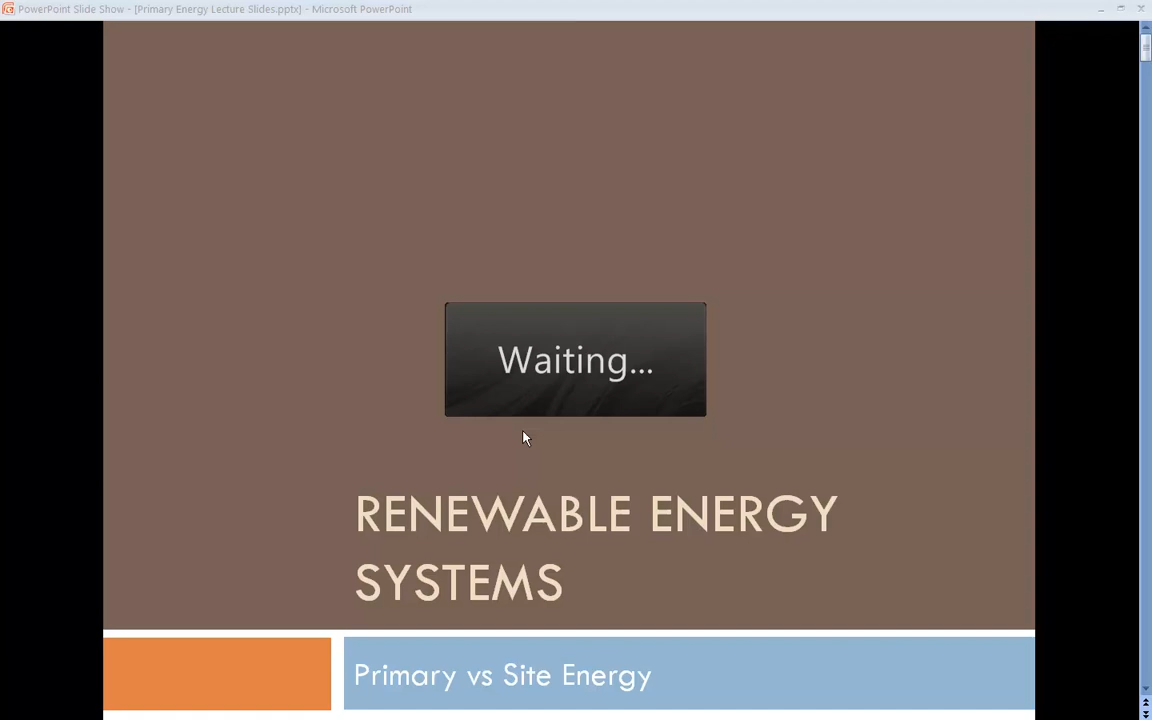 PowerPoint Slide Show - [Primary Energy Lecture Slides.pptx] - Microsoft PowerPoint
Waiting...
RENEWABLE ENERGY
SYSTEMS
Primary vs Site Energy